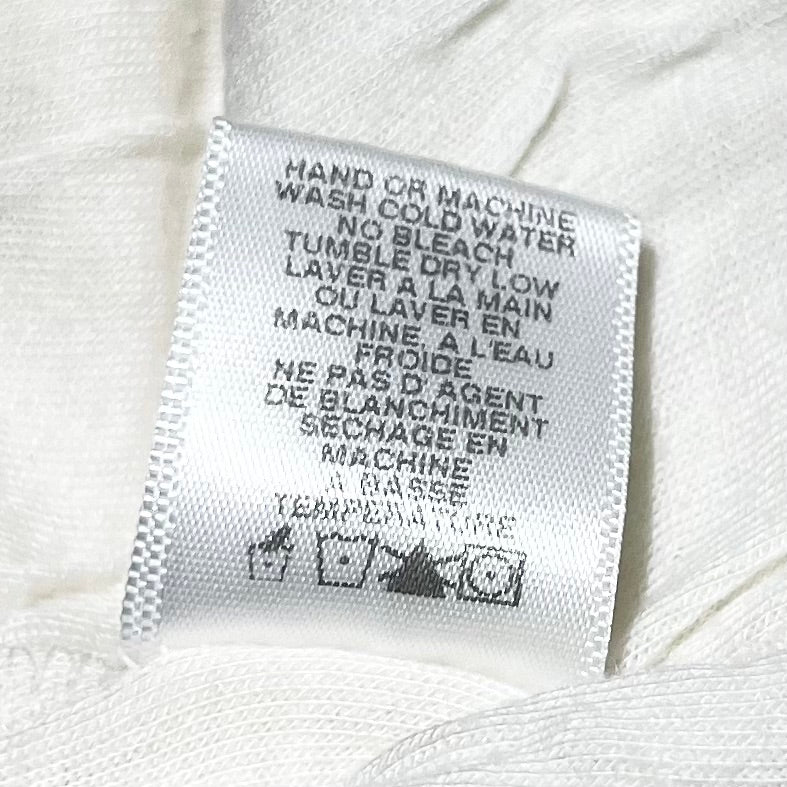 HAND OR MACHINE
WASH COLD WATER
NO BLEACH
TUMBLE DRY LOW
LAVER A LA MAIN
OU LAVER EN
MACHINE, A L'EAU
FROIDE
NE PAS D' AGENT
DE BLANCHIMENT
SECHAGE EN
MACHINE
A BASSE
TEMPERATURE